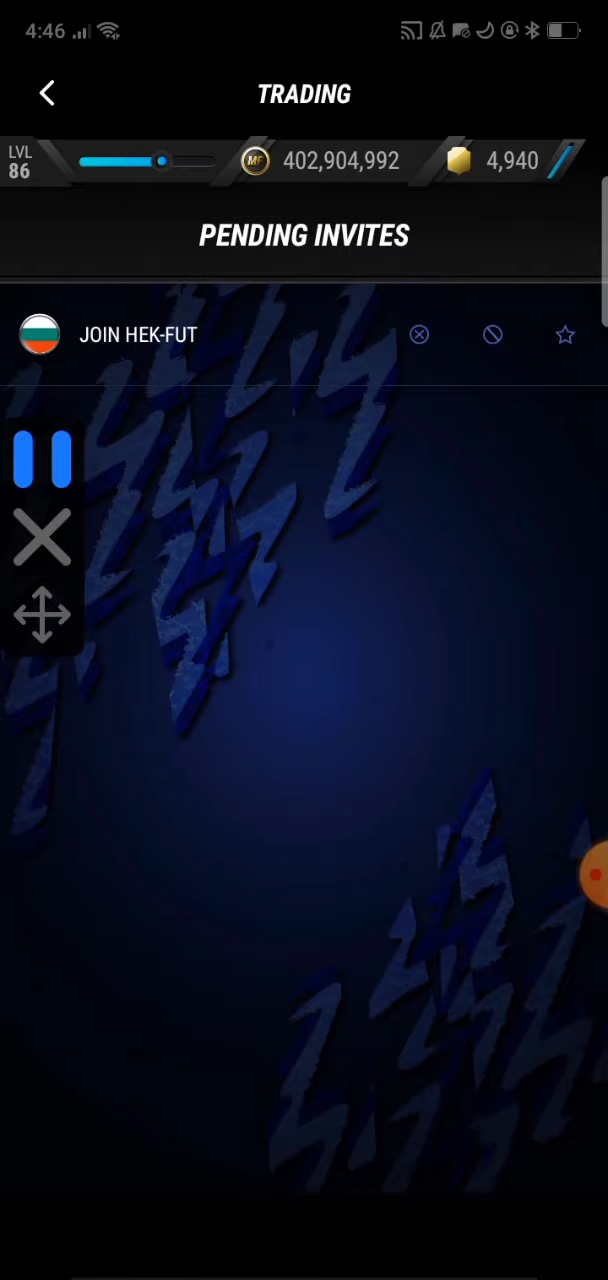 4:46
TRADING
LVL
86
MF
402,904,992
4,940
PENDING INVITES
JOIN HEK-FUT